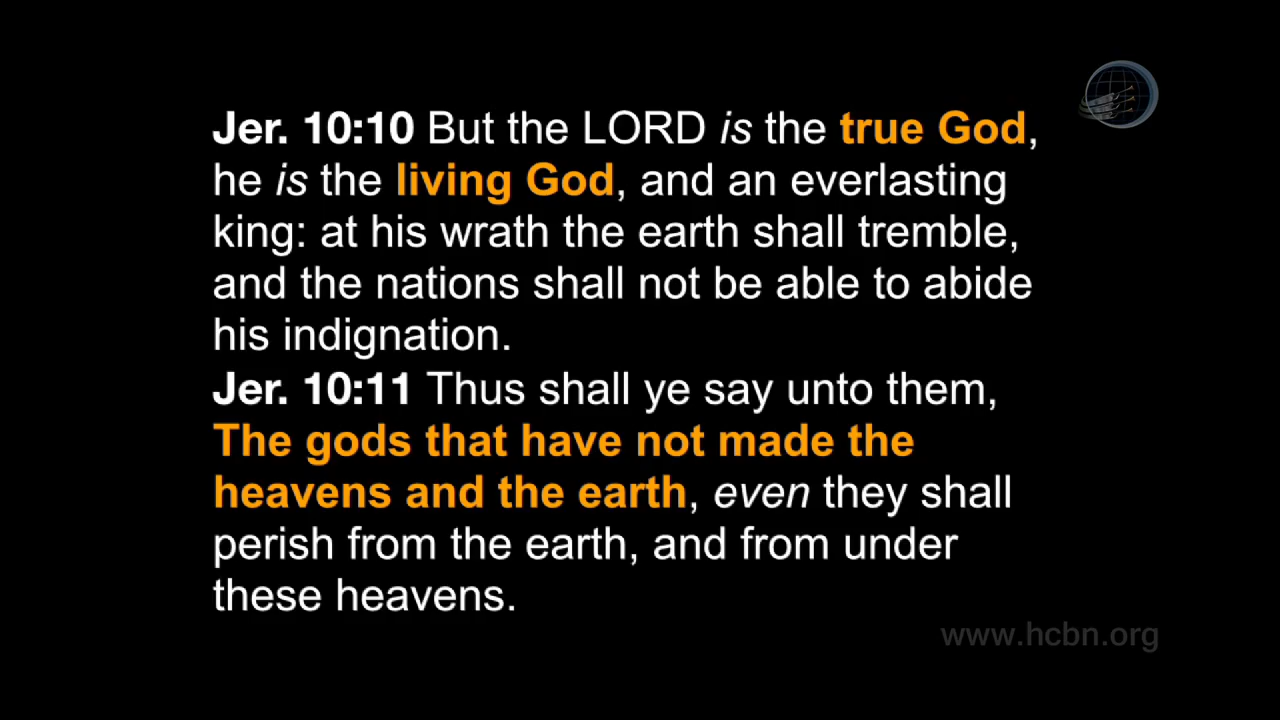 Jer. 10:10 But the LORD is the true God,
he is the living God, and an everlasting
king: at his wrath the earth shall tremble,
and the nations shall not be able to abide
his indignation.
Jer. 10:11 Thus shall ye say unto them,
The gods that have not made the
heavens and the earth, even they shall
perish from the earth, and from under
these heavens.
www.hcbn.org